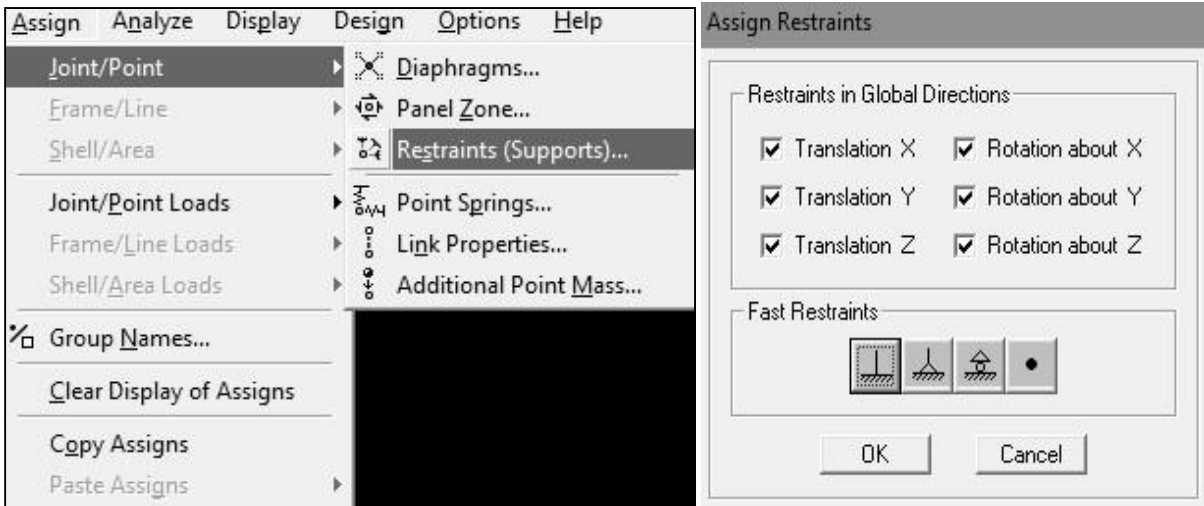 Assign Analyze Display Design Options Help
Joint/Point
Frame/Line
Shell/Area
Joint/Point Loads
Frame/Line Loads
Shell/Area Loads
Group Names...
Clear Display of Assigns
Copy Assigns
Paste Assigns
Diaphragms...
Panel Zone...
Restraints (Supports)...
Point Springs...
Link Properties...
Additional Point Mass...
Assign Restraints
Restraints in Global Directions
Translation X Rotation about X
Translation Y Rotation about Y
Translation Z Rotation about Z
Fast Restraints
OK Cancel